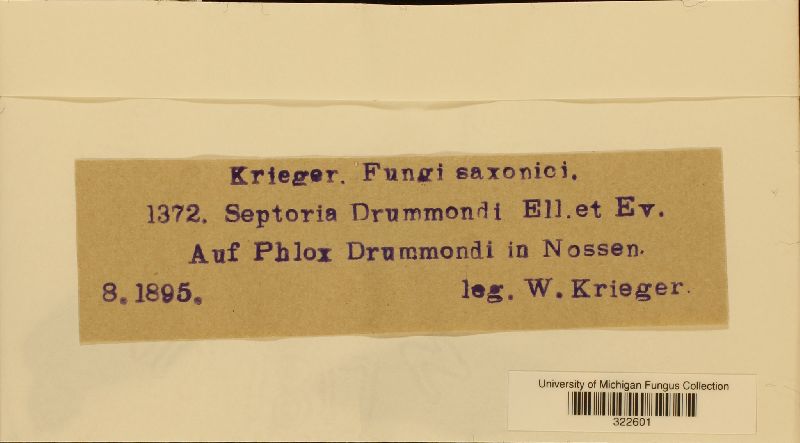 Krieger. Fungi saxonici.
1372. Septoria Drummondi Ell. et Ev.
Auf Phlox Drummondi in Nossen.
8. 1895. leg. W. Krieger.
University of Michigan Fungus Collection
322601